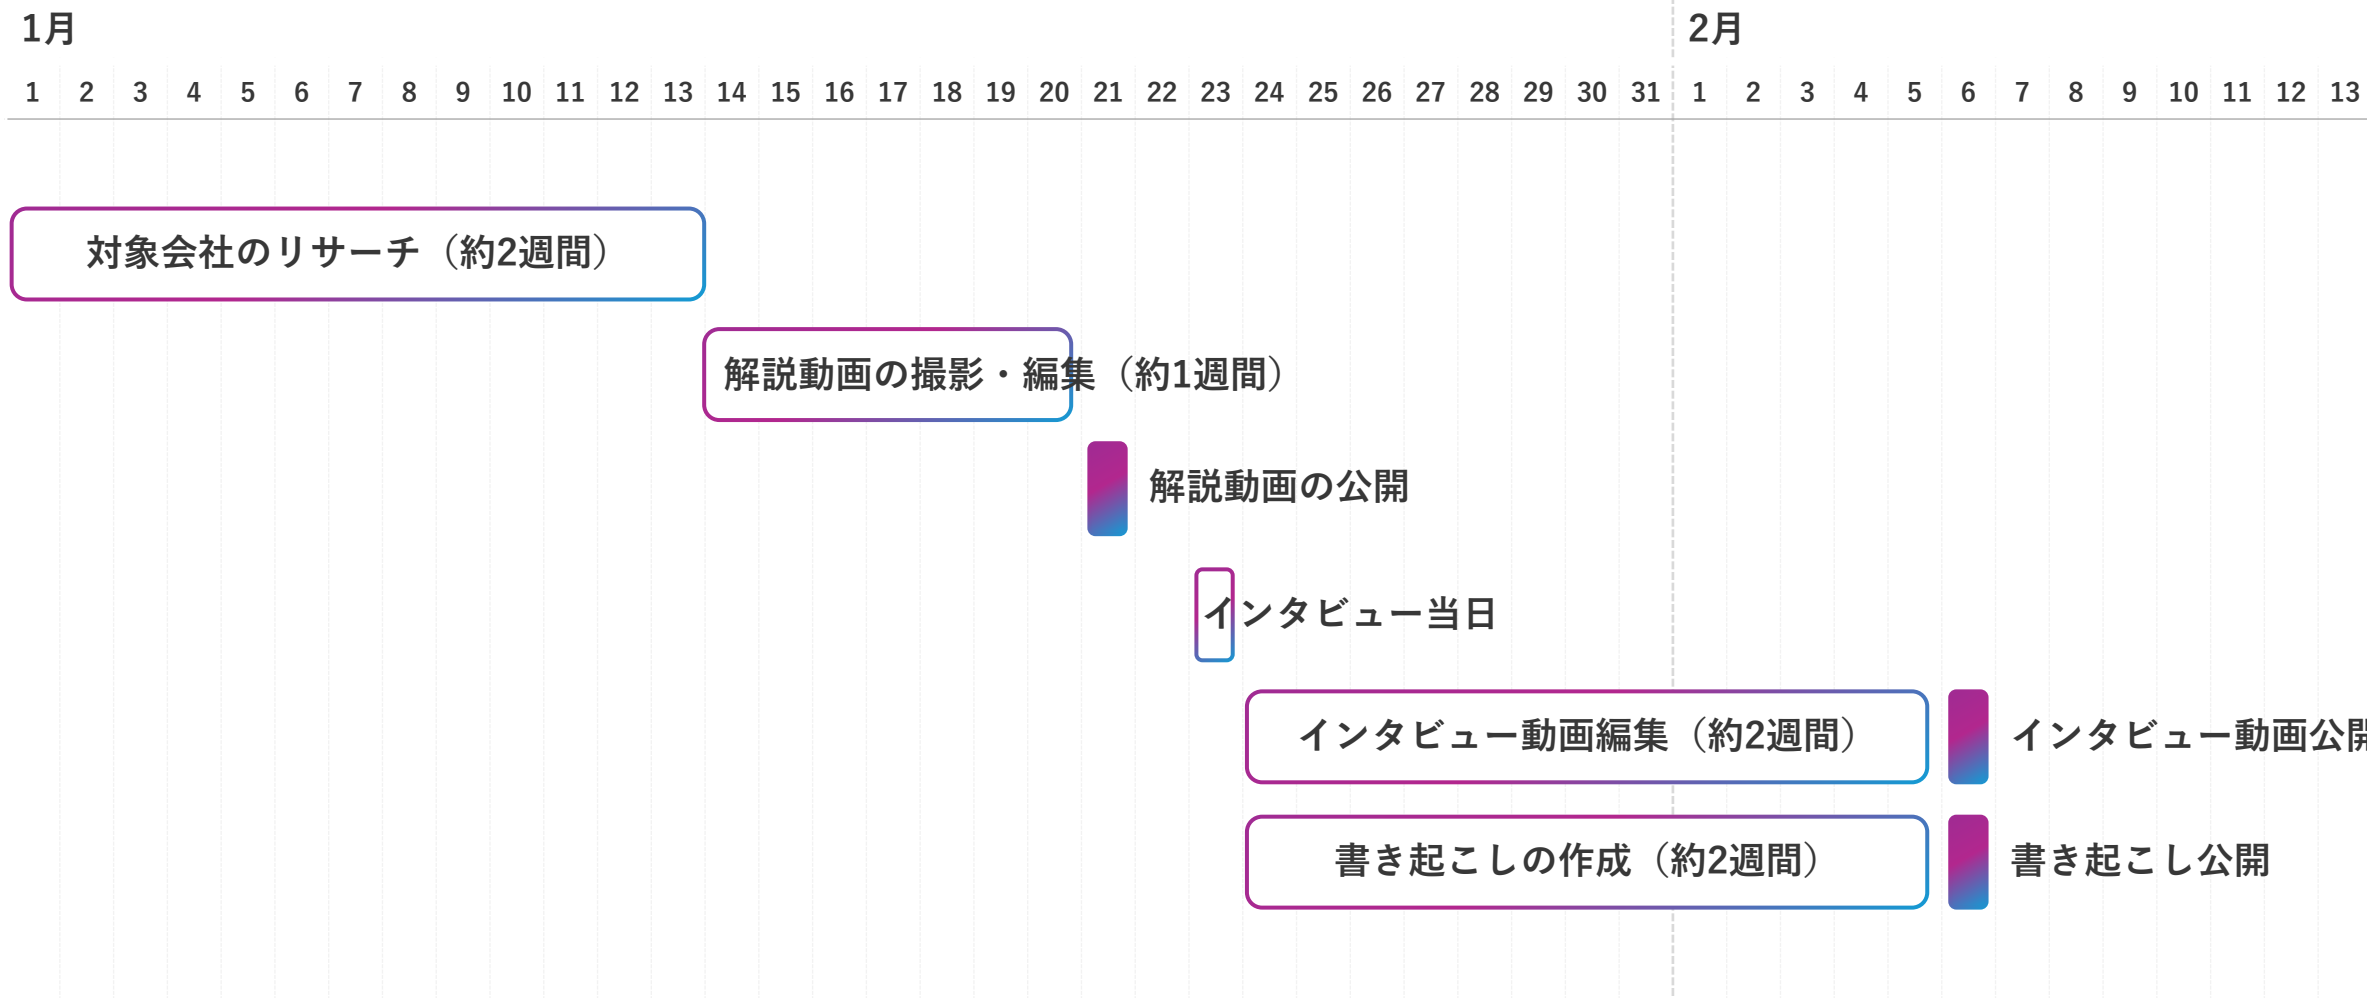 1月 2月
1 2 3 4 5 6 7 8 9 10 11 12 13 14 15 16 17 18 19 20 21 22 23 24 25 26 27 28 29 30 31 1 2 3 4 5 6 7 8 9 10 11 12 13
対象会社のリサーチ（約2週間）
解説動画の撮影・編集（約1週間）
解説動画の公開
インタビュー当日
インタビュー動画編集（約2週間） インタビュー動画公開
書き起こしの作成（約2週間） 書き起こし公開